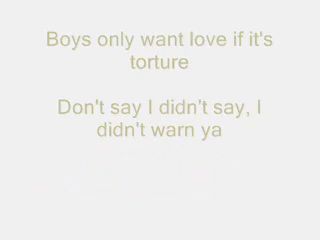 Boys only want love if it's
torture
Don't say I didn't say, I
didn't warn ya